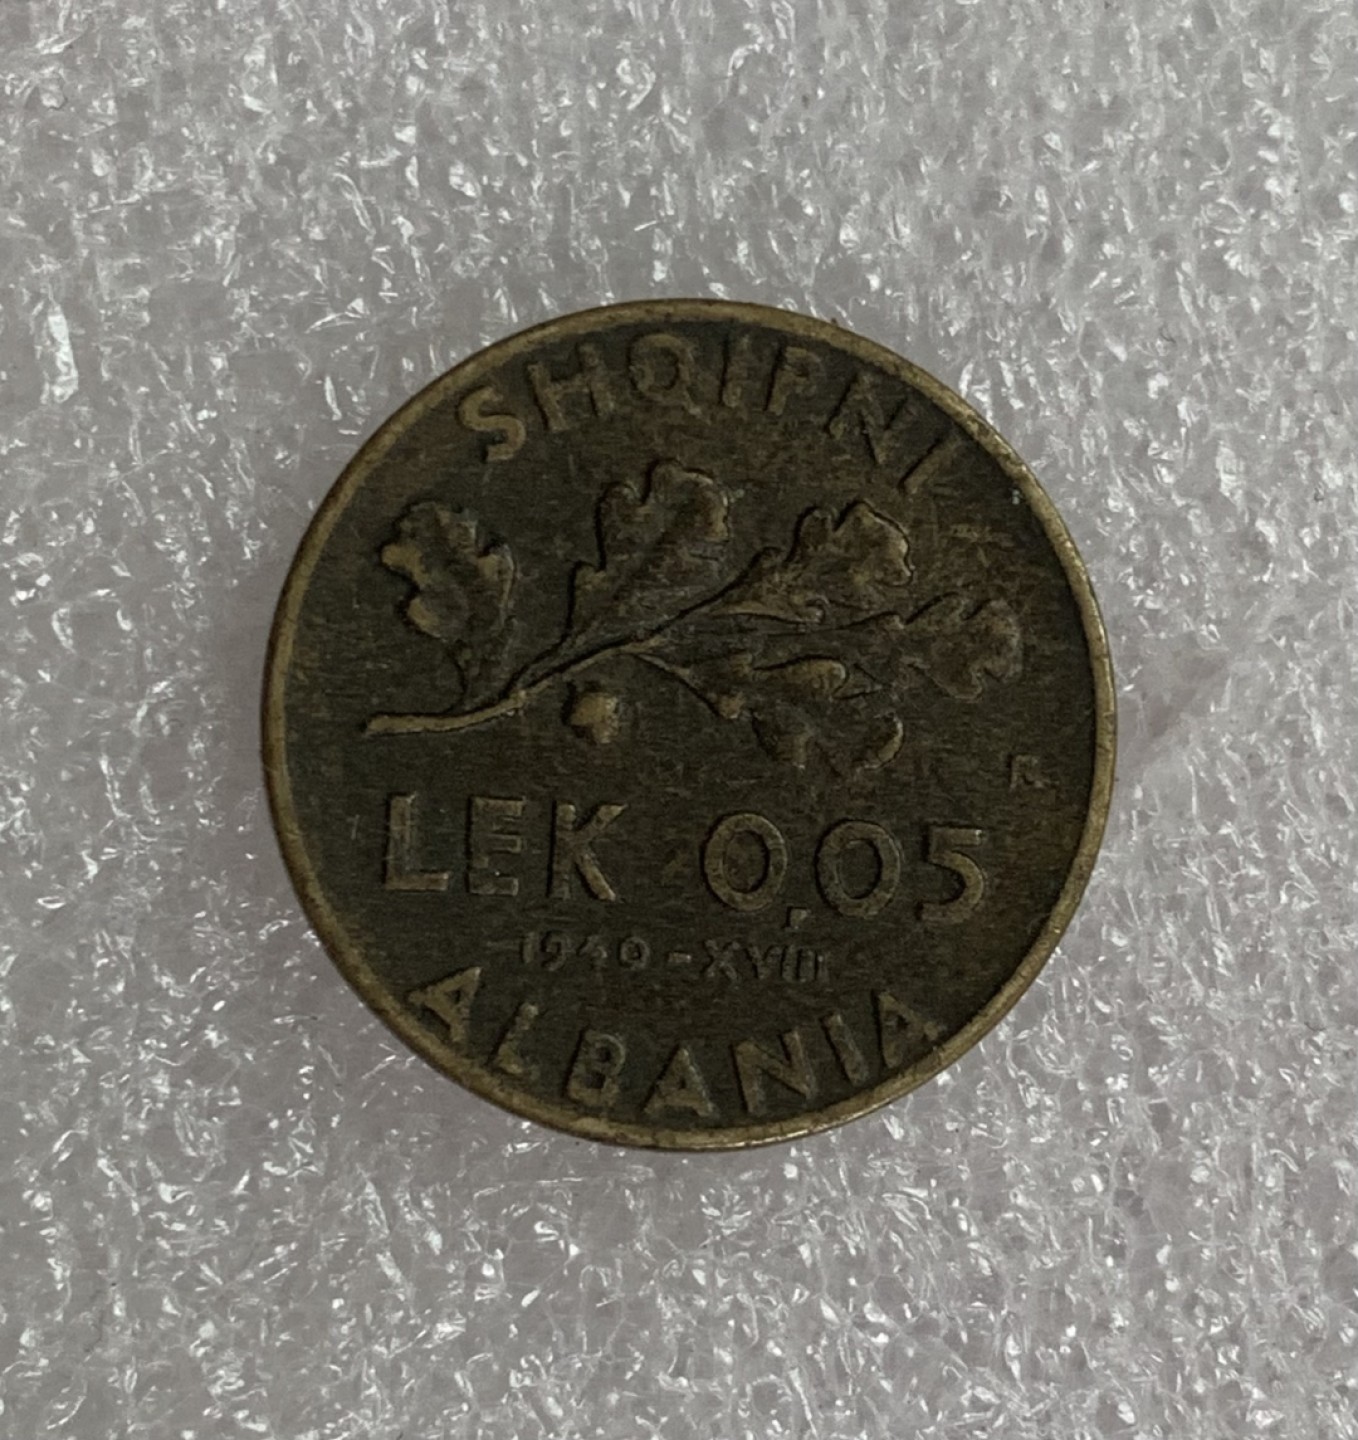 SHQIPNI
R
LEK 0,05
1940-XVIII
ALBANIA